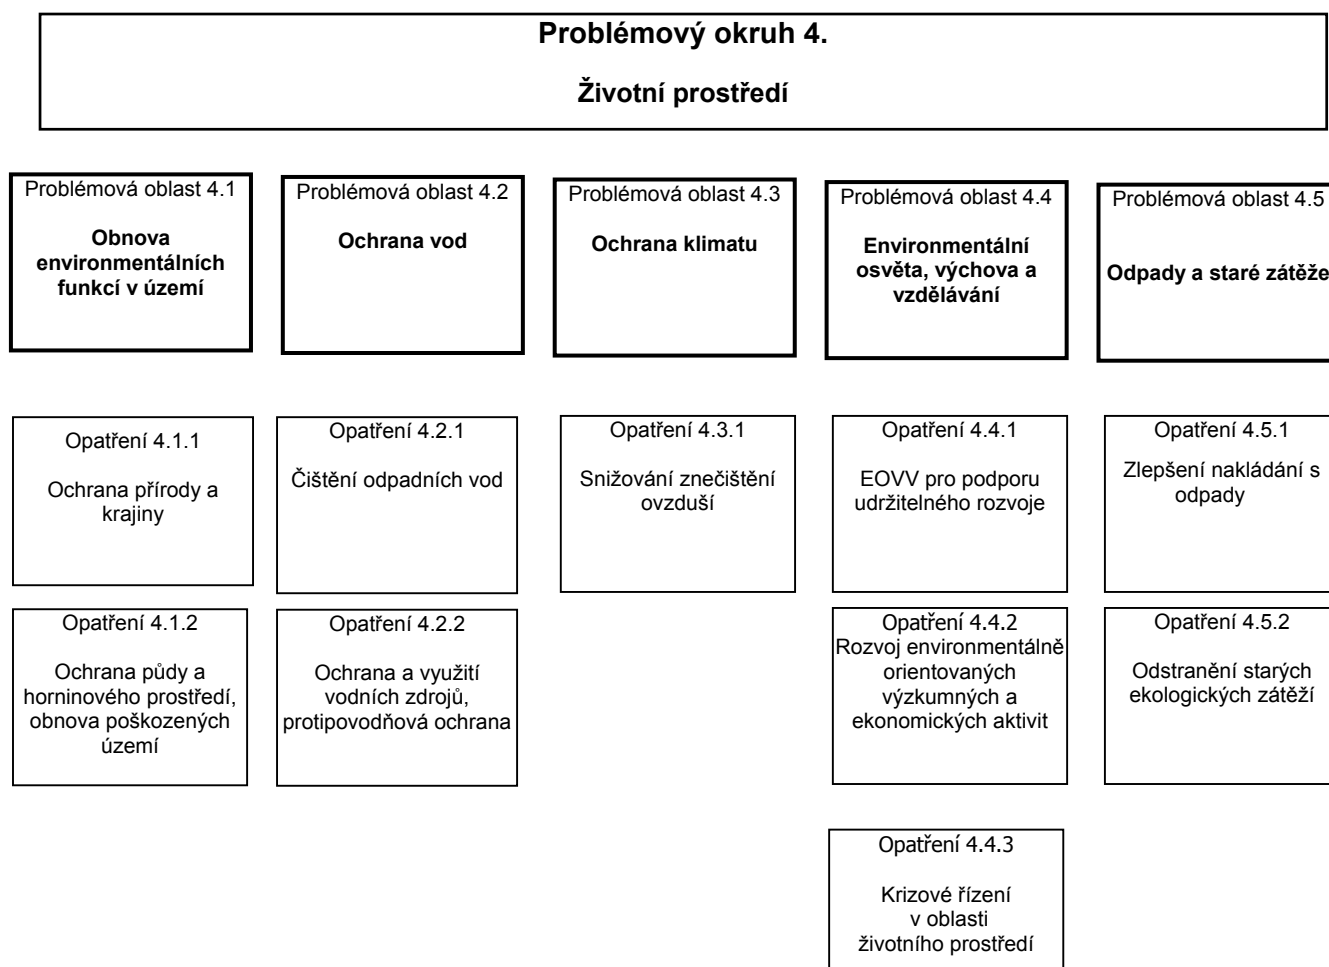 Problémový okruh 4.
Životní prostředí
Problémová oblast 4.1
Obnova
environmentálních
funkcí v území
Problémová oblast 4.2
Ochrana vod
Problémová oblast 4.3
Ochrana klimatu
Problémová oblast 4.4
Environmentální
osvěta, výchova a
vzdělávání
Problémová oblast 4.5
Odpady a staré zátěže
Opatření 4.1.1
Ochrana přírody a
krajiny
Opatření 4.2.1
Čištění odpadních vod
Opatření 4.3.1
Snižování znečištění
ovzduší
Opatření 4.4.1
EOVV pro podporu
udržitelného rozvoje
Opatření 4.5.1
Zlepšení nakládání s
odpady
Opatření 4.1.2
Ochrana půdy a
horninového prostředí,
obnova poškozených
území
Opatření 4.2.2
Ochrana a využití
vodních zdrojů,
protipovodňová ochrana
Opatření 4.4.2
Rozvoj environmentálně
orientovaných
výzkumných a
ekonomických aktivit
Opatření 4.5.2
Odstranění starých
ekologických zátěží
Opatření 4.4.3
Krizové řízení
v oblasti
životního prostředí